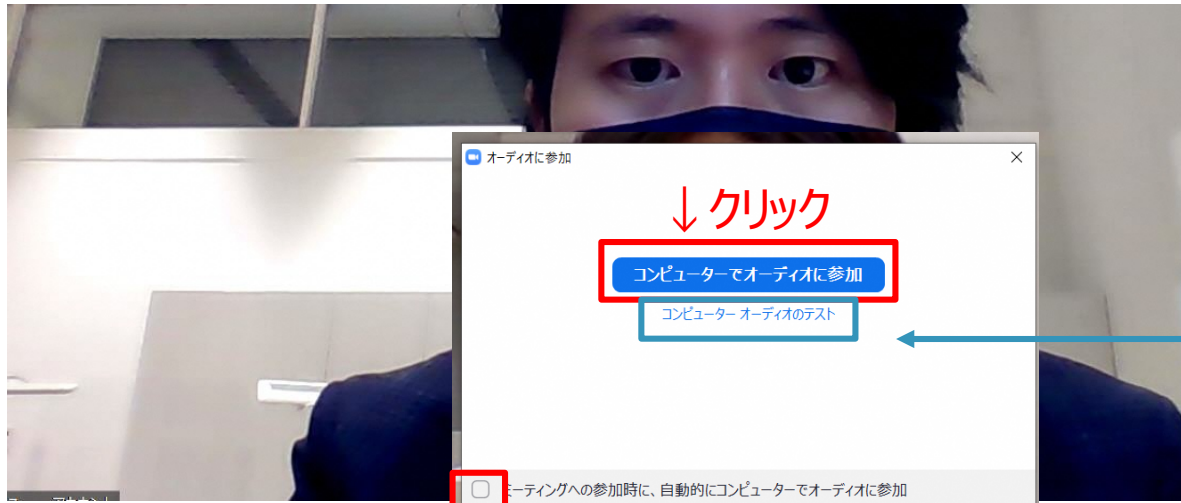 オーディオに参加
↓クリック
コンピューターでオーディオに参加
コンピューター オーディオのテスト
ーティングへの参加時に、自動的にコンピューターでオーディオに参加